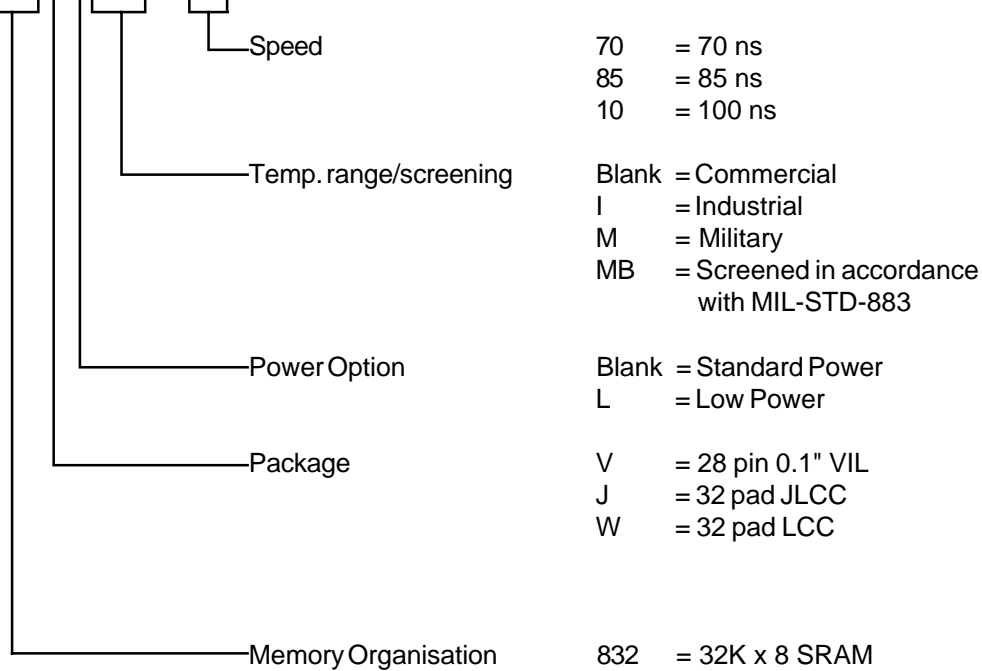 Speed 70 = 70 ns
85 = 85 ns
10 = 100 ns
Temp. range/screening Blank = Commercial
I = Industrial
M = Military
MB = Screened in accordance
with MIL-STD-883
Power Option Blank = Standard Power
L = Low Power
Package V = 28 pin 0.1" VIL
J = 32 pad JLCC
W = 32 pad LCC
Memory Organisation 832 = 32K x 8 SRAM